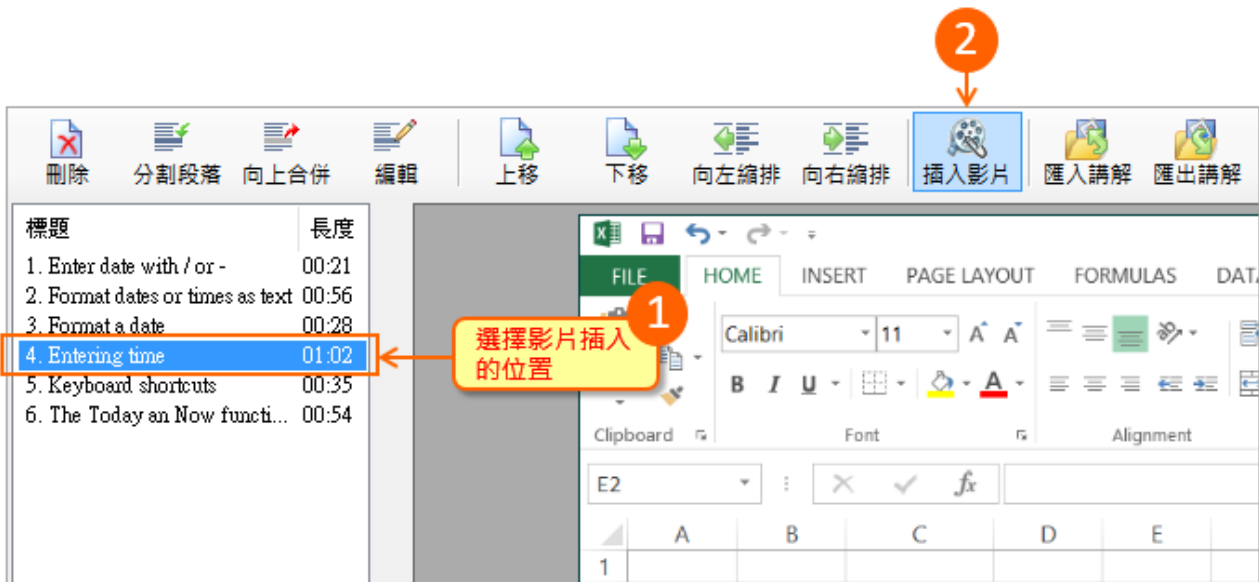 2
刪除 分割段落 向上合併 編輯 上移 下移 向左縮排 向右縮排 插入影片 匯入講解 匯出講解
標題 長度
1. Enter date with / or - 00:21
2. Format dates or times as text 00:56
3. Format a date 00:28
4. Entering time 01:02
5. Keyboard shortcuts 00:35
6. The Today an Now functi... 00:54
1
選擇影片插入
的位置
FILE HOME INSERT PAGE LAYOUT FORMULAS DATA
Calibri 11 A A
B I U A
Clipboard Font Alignment
E2 fx
A B C D E
1